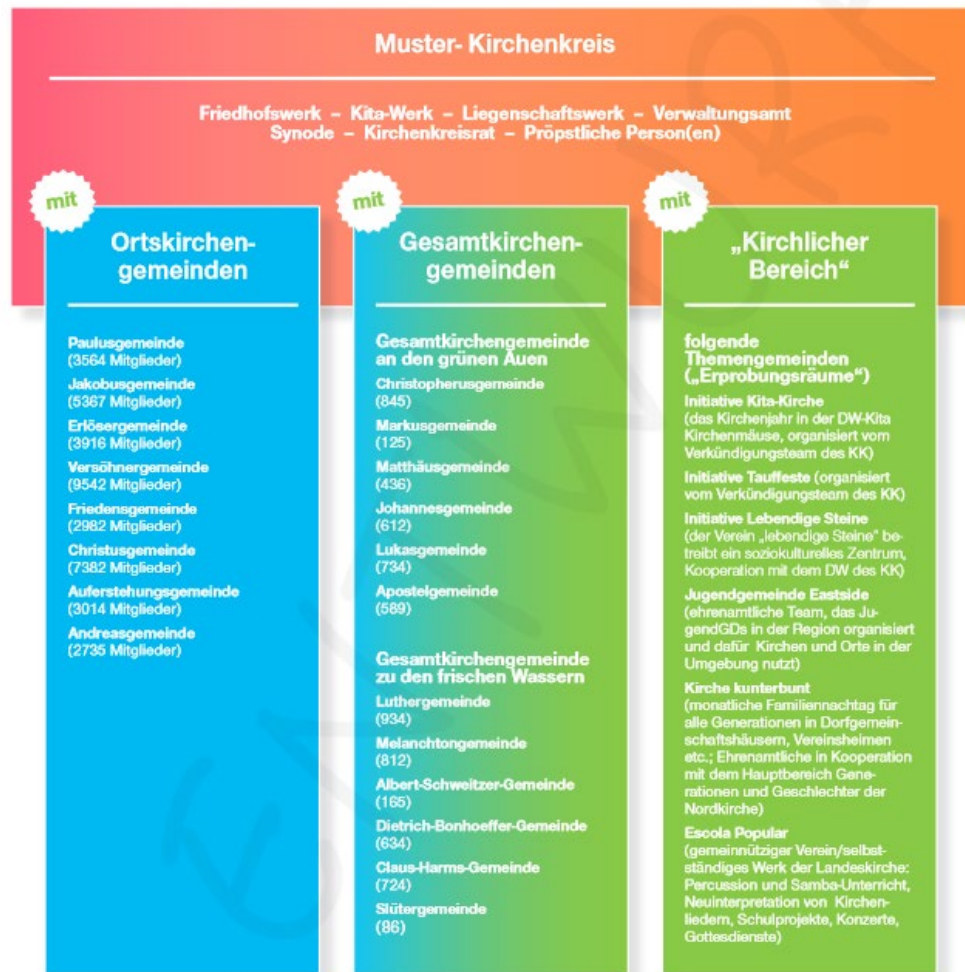 Muster- Kirchenkreis
Friedhofswerk – Kita-Werk – Liegenschaftswerk – Verwaltungsamt
Synode – Kirchenkreisrat – Pröpstliche Person(en)
mit
Ortskirchen-
gemeinden
Paulusgemeinde
(3564 Mitglieder)
Jakobusgemeinde
(5367 Mitglieder)
Erlösergemeinde
(3916 Mitglieder)
Versöhnergemeinde
(9542 Mitglieder)
Friedensgemeinde
(2982 Mitglieder)
Christusgemeinde
(7382 Mitglieder)
Auferstehungsgemeinde
(3014 Mitglieder)
Andreasgemeinde
(2735 Mitglieder)
mit
Gesamtkirchen-
gemeinden
Gesamtkirchengemeinde
an den grünen Auen
Christopherusgemeinde
(845)
Markusgemeinde
(125)
Matthäusgemeinde
(436)
Johannesgemeinde
(612)
Lukasgemeinde
(734)
Apostelgemeinde
(589)
Gesamtkirchengemeinde
zu den frischen Wassern
Luthergemeinde
(934)
Melanchtongemeinde
(812)
Albert-Schweitzer-Gemeinde
(165)
Dietrich-Bonhoeffer-Gemeinde
(634)
Claus-Harms-Gemeinde
(724)
Slütergemeinde
(86)
mit
„Kirchlicher
Bereich“
folgende
Themengemeinden
(„Erprobungsräume“)
Initiative Kita-Kirche
(das Kirchenjahr in der DW-Kita
Kirchenmäuse, organisiert vom
Verkündigungsteam des KK)
Initiative Tauffeste (organisiert
vom Verkündigungsteam des KK)
Initiative Lebendige Steine
(der Verein „lebendige Steine“ be-
treibt ein soziokulturelles Zentrum,
Kooperation mit dem DW des KK)
Jugendgemeinde Eastside
(ehrenamtliche Team, das Ju-
gendGDs in der Region organisiert
und dafür Kirchen und Orte in der
Umgebung nutzt)
Kirche kunterbunt
(monatliche Familiennachtag für
alle Generationen in Dorfgemein-
schaftshäusern, Vereinsheimen
etc.; Ehrenamtliche in Kooperation
mit dem Hauptbereich Gene-
rationen und Geschlechter der
Nordkirche)
Escola Popular
(gemeinnütziger Verein/selbst-
ständiges Werk der Landeskirche:
Percussion und Samba-Unterricht,
Neuinterpretation von Kirchen-
liedern, Schulprojekte, Konzerte,
Gottesdienste)
ENTWURF